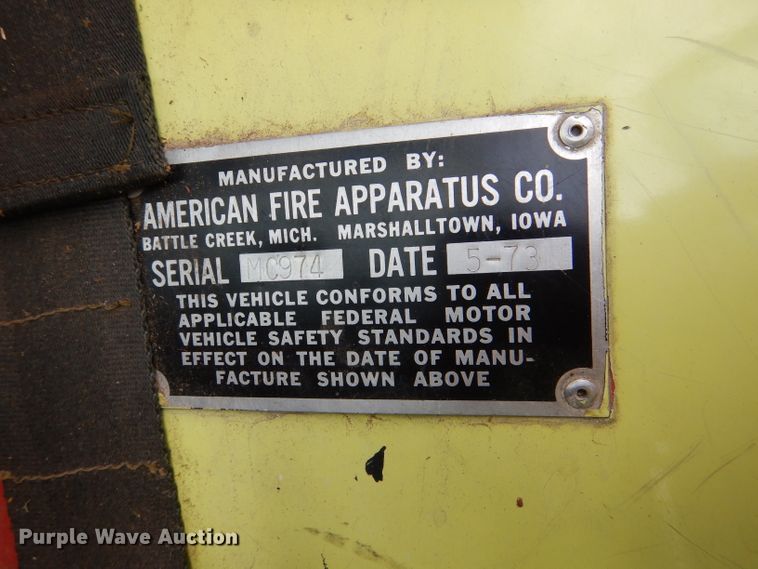 MANUFACTURED BY:
AMERICAN FIRE APPARATUS CO.
BATTLE CREEK, MICH. MARSHALLTOWN, IOWA
SERIAL MC974 DATE 5-73
THIS VEHICLE CONFORMS TO ALL
APPLICABLE FEDERAL MOTOR
VEHICLE SAFETY STANDARDS IN
EFFECT ON THE DATE OF MANU-
FACTURE SHOWN ABOVE
Purple Wave Auction